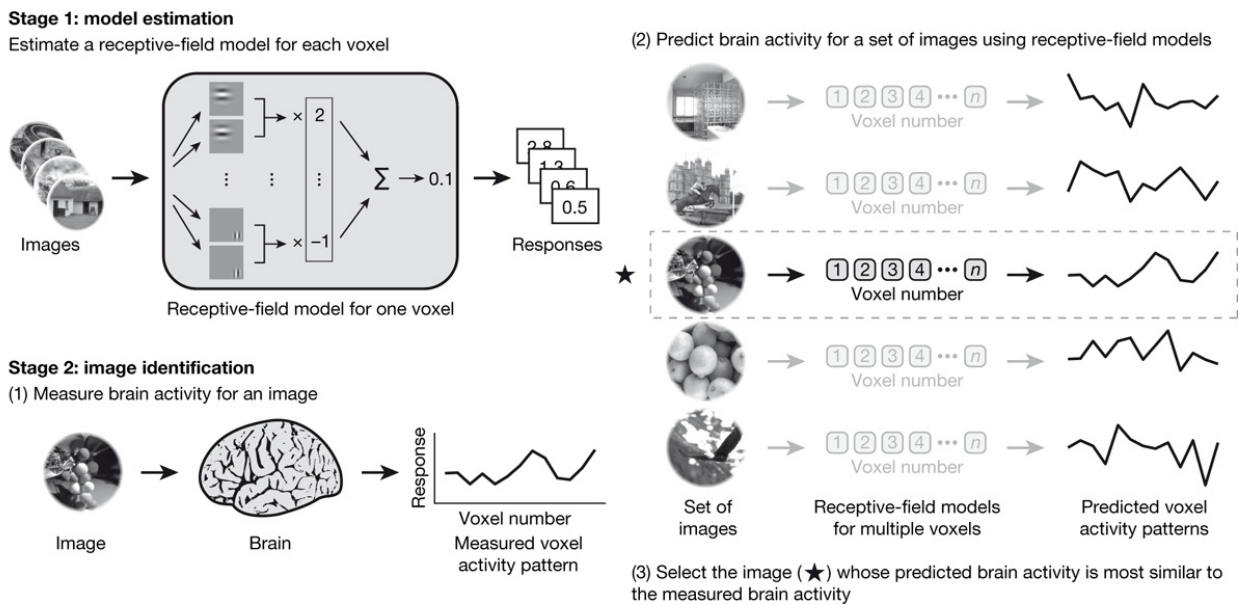 Stage 1: model estimation
Estimate a receptive-field model for each voxel
× 2
Σ
0.1
× −1
2.8
1.3
0.6
0.5
Images
Responses
Receptive-field model for one voxel
Stage 2: image identification
(1) Measure brain activity for an image
Response
Voxel number
Image
Brain
Measured voxel
activity pattern
(2) Predict brain activity for a set of images using receptive-field models
1 2 3 4 ••• n
Voxel number
1 2 3 4 ••• n
Voxel number
★
1 2 3 4 ••• n
Voxel number
1 2 3 4 ••• n
Voxel number
1 2 3 4 ••• n
Voxel number
Set of
images
Receptive-field models
for multiple voxels
Predicted voxel
activity patterns
(3) Select the image (★) whose predicted brain activity is most similar to
the measured brain activity